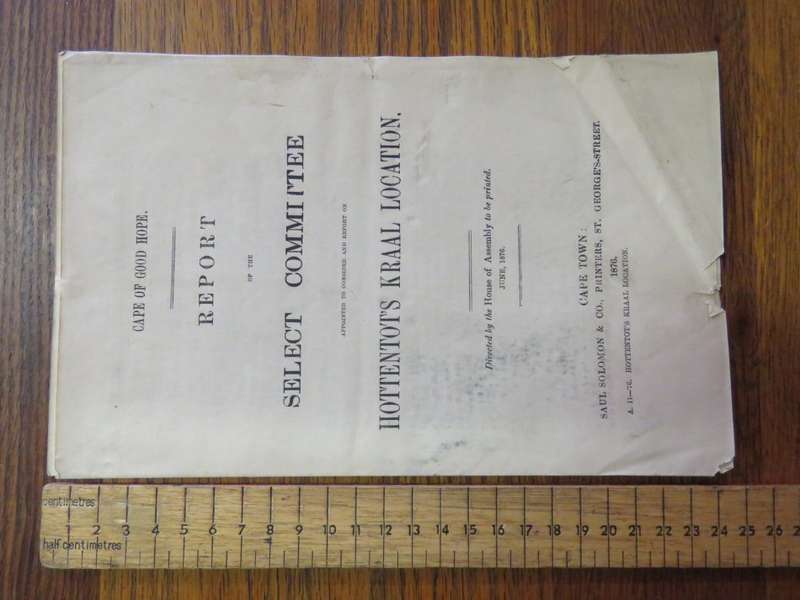 CAPE OF GOOD HOPE.
REPORT
OF THE
SELECT COMMITTEE
APPOINTED TO CONSIDER AND REPORT ON
HOTTENTOT'S KRAAL LOCATION.
Directed by the House of Assembly to be printed.
JUNE, 1876.
CAPE TOWN:
SAUL SOLOMON & CO., PRINTERS, ST. GEORGE'S-STREET.
1876.
A. 11—76. HOTTENTOT'S KRAAL LOCATION.
centimetres
1 2 3 4 5 6 7 8 9 10 11 12 13 14 15 16 17 18 19 20 21 22 23 24 25 26
half centimetres